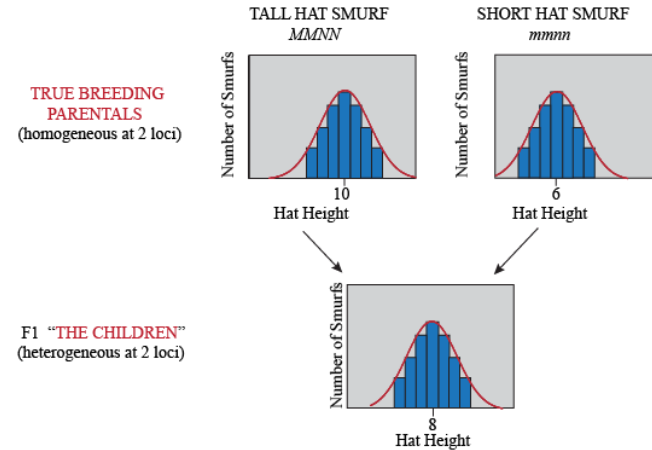 TALL HAT SMURF
MMNN
SHORT HAT SMURF
mmnn
TRUE BREEDING
PARENTALS
(homogeneous at 2 loci)
Number of Smurfs
10
Hat Height
Number of Smurfs
6
Hat Height
F1 “THE CHILDREN”
(heterogeneous at 2 loci)
Number of Smurfs
8
Hat Height